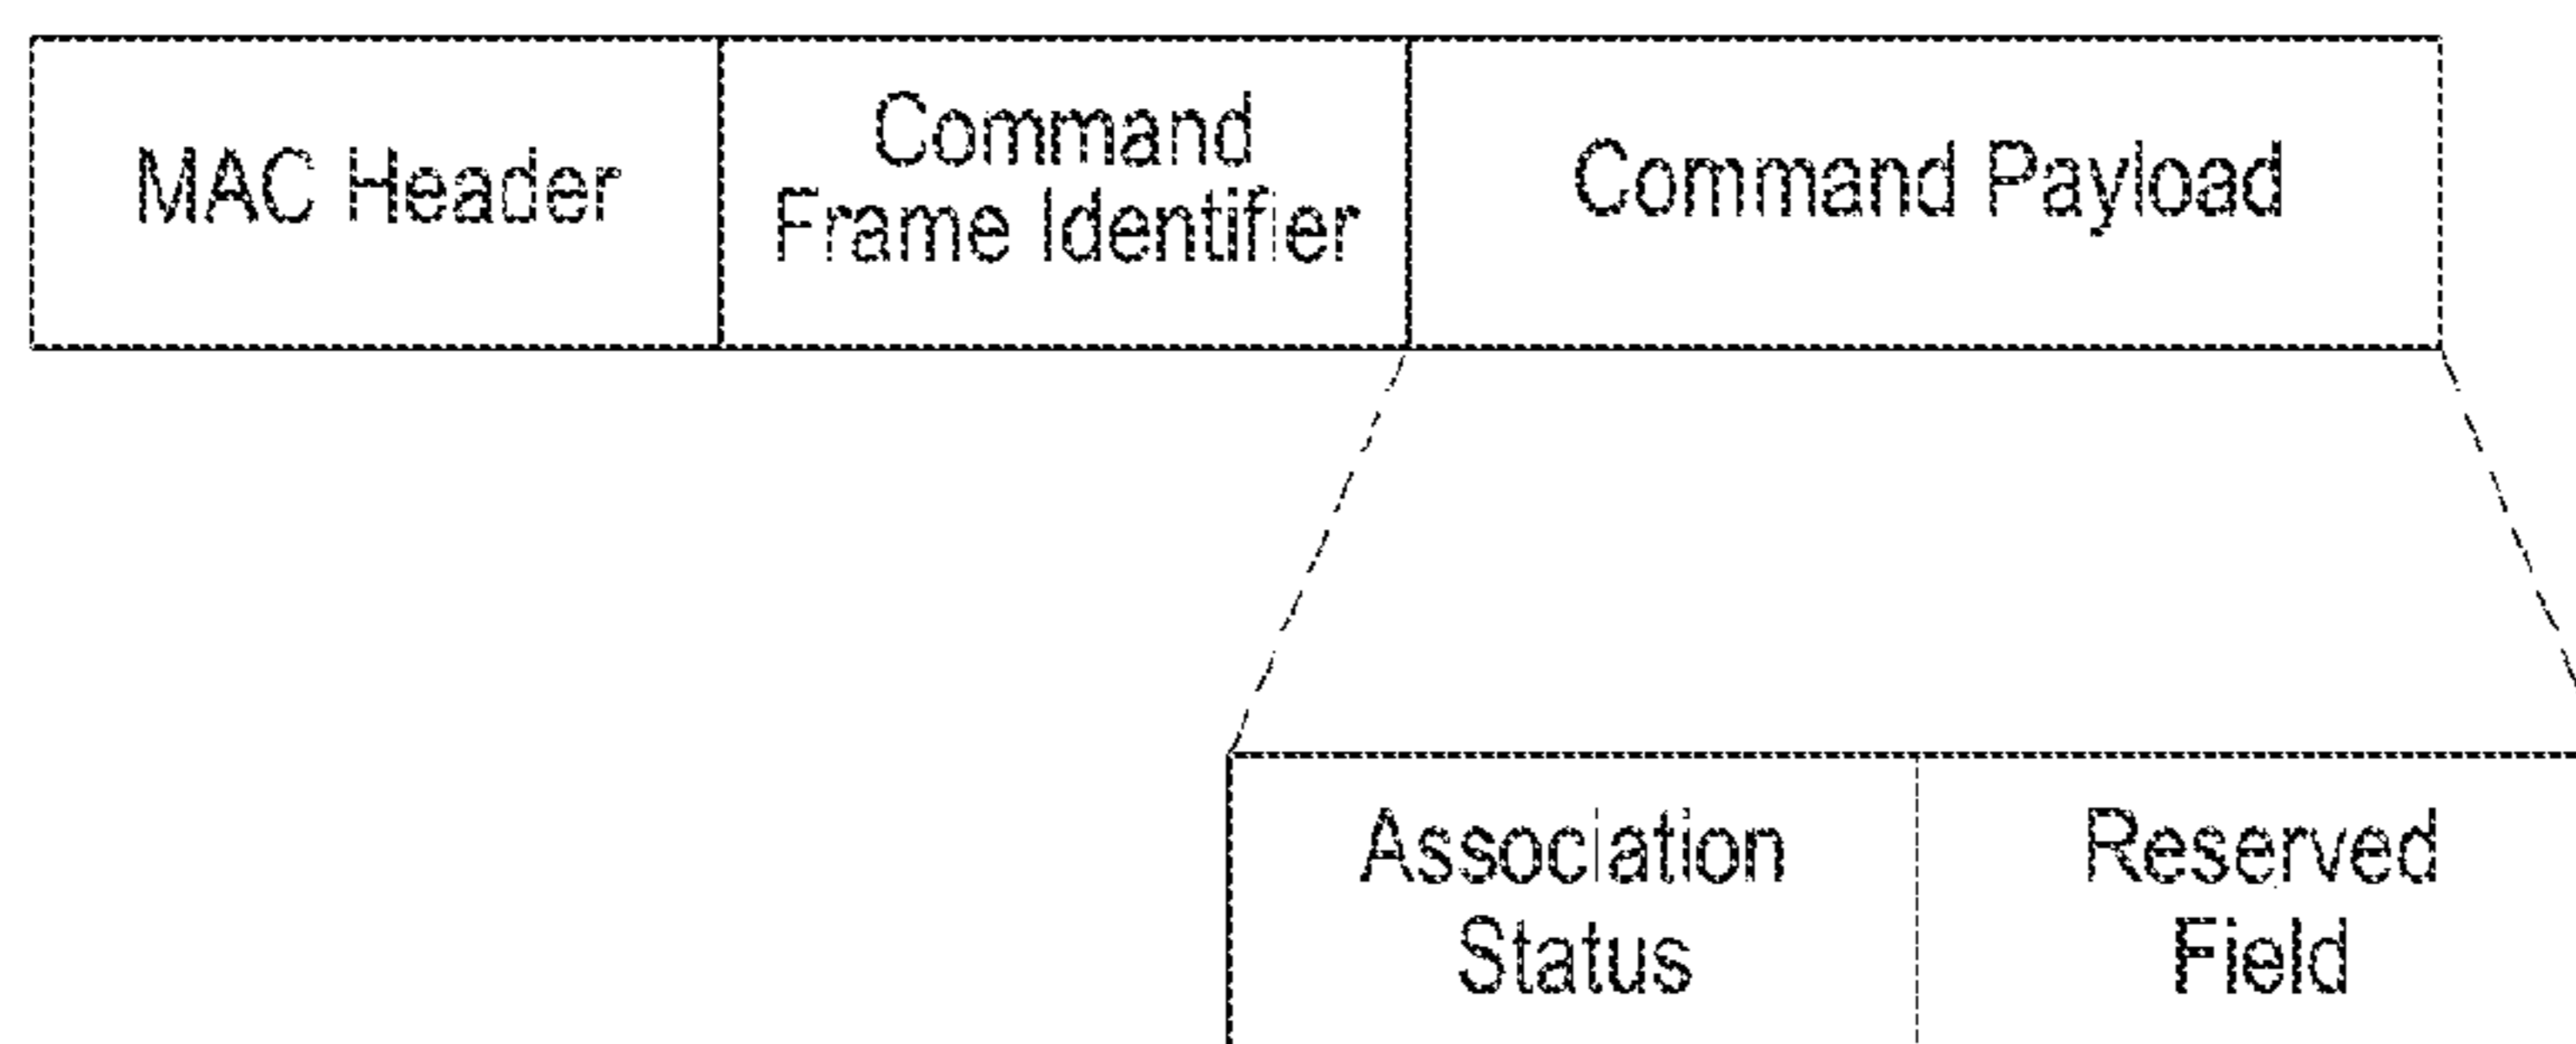 MAC Header
Command
Frame Identifier
Command Payload
Association
Status
Reserved
Field